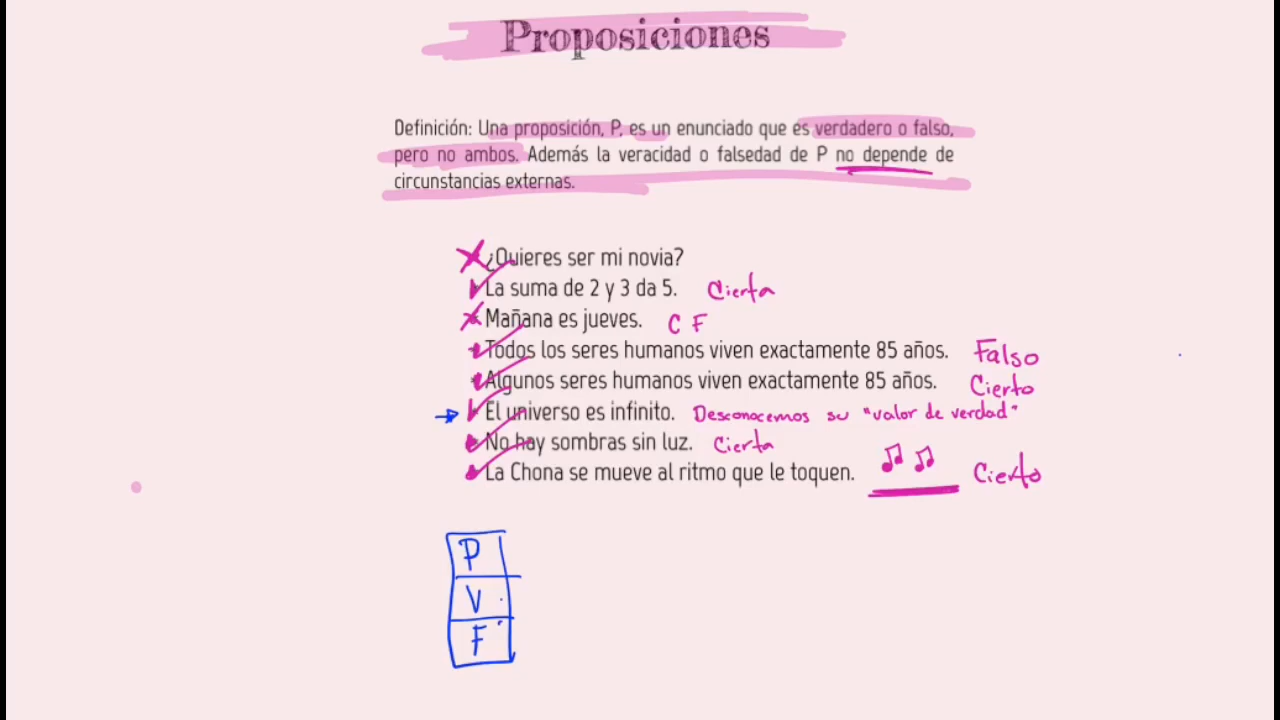 Proposiciones
Definición: Una proposición, P, es un enunciado que es verdadero o falso,
pero no ambos. Además la veracidad o falsedad de P no depende de
circunstancias externas.
¿Quieres ser mi novia?
La suma de 2 y 3 da 5. Cierta
Mañana es jueves. C F
Todos los seres humanos viven exactamente 85 años. Falso
Algunos seres humanos viven exactamente 85 años. Cierto
El universo es infinito. Desconocemos su "valor de verdad"
No hay sombras sin luz. Cierta
La Chona se mueve al ritmo que le toquen. Cierto
P
V
F